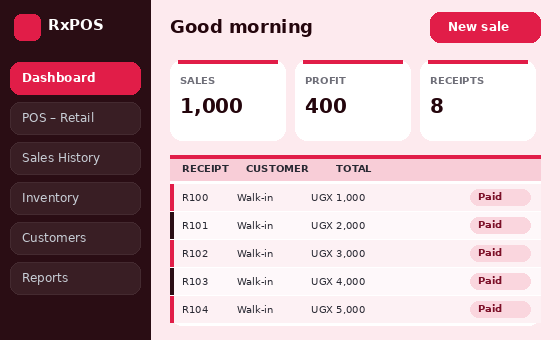 RxPOS
Dashboard
POS – Retail
Sales History
Inventory
Customers
Reports
Good morning
New sale
SALES
1,000
PROFIT
400
RECEIPTS
8
RECEIPT CUSTOMER TOTAL
R100 Walk-in UGX 1,000 Paid
R101 Walk-in UGX 2,000 Paid
R102 Walk-in UGX 3,000 Paid
R103 Walk-in UGX 4,000 Paid
R104 Walk-in UGX 5,000 Paid